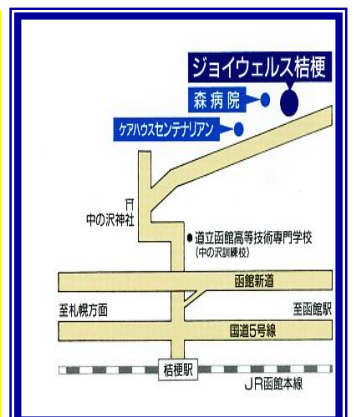 ジョイウェルス桔梗
森病院
ケアハウスセンテナリアン
中の沢神社
道立函館高等技術専門学校
(中の沢訓練校)
函館新道
至札幌方面
至函館駅
国道5号線
桔梗駅
JR函館本線